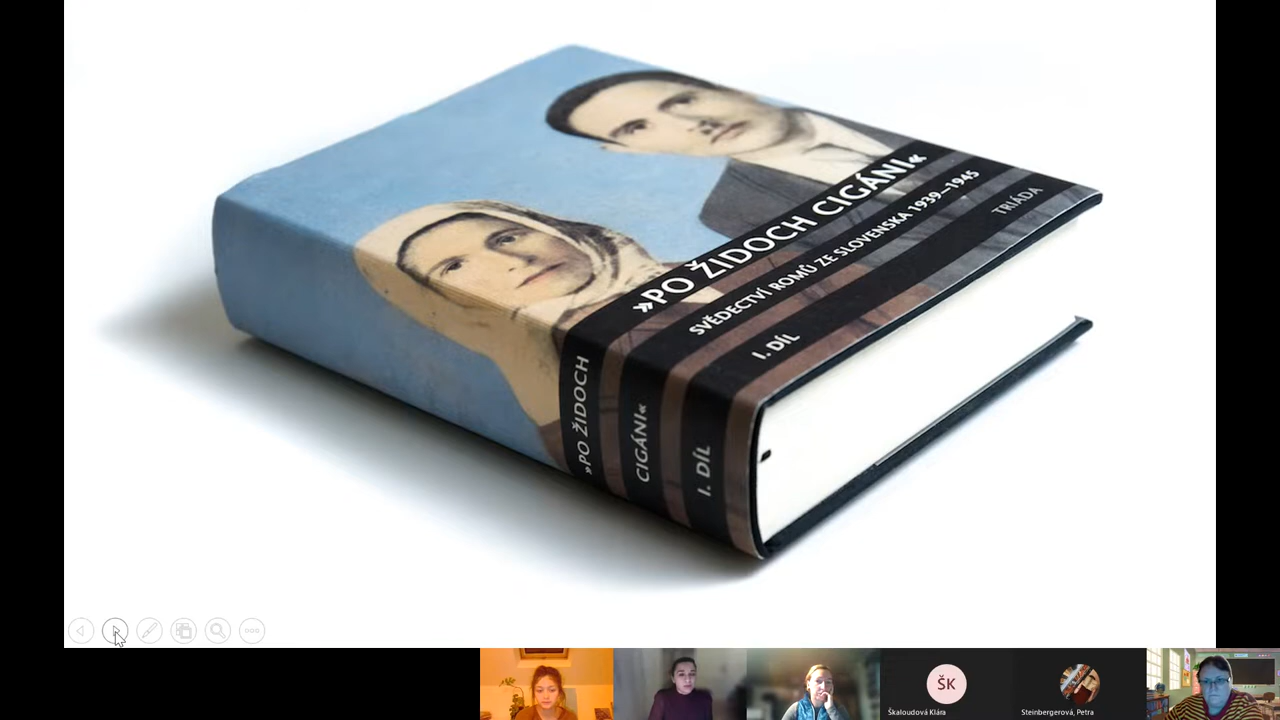 »PO ŽIDOCH CIGÁNI«
SVĚDECTVÍ ROMŮ ZE SLOVENSKA 1939–1945
I. DÍL
TRIÁDA
»PO ŽIDOCH
CIGÁNI«
I. DÍL
ŠK
Škaloudová Klára
Steinbergerová, Petra